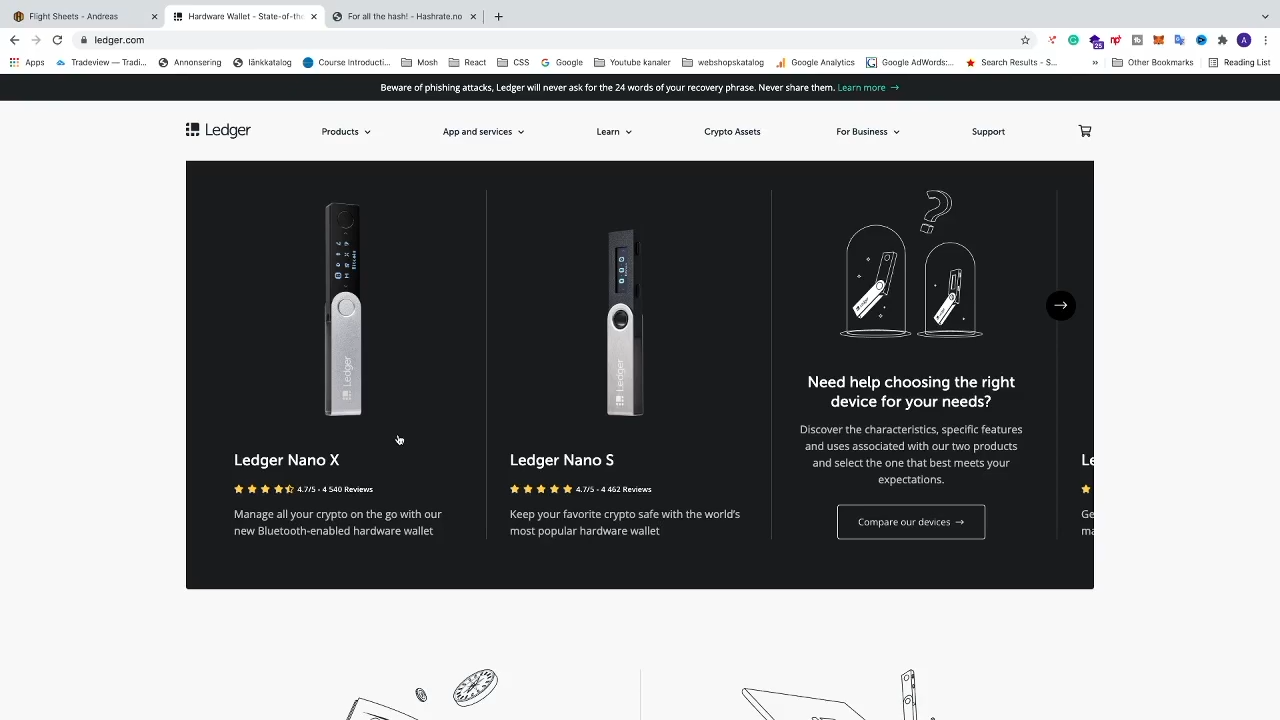 Flight Sheets - Andreas
Hardware Wallet - State-of-the
For all the hash! - Hashrate.no
ledger.com
25
A
Apps
Tradeview — Tradi...
Annonsering
länkkatalog
Course Introducti...
Mosh
React
CSS
Google
Youtube kanaler
webshopskatalog
Google Analytics
Google AdWords:...
Search Results - S...
Other Bookmarks
Reading List
Beware of phishing attacks, Ledger will never ask for the 24 words of your recovery phrase. Never share them. Learn more →
Ledger
Products
App and services
Learn
Crypto Assets
For Business
Support
Need help choosing the right
device for your needs?
Discover the characteristics, specific features
and uses associated with our two products
and select the one that best meets your
expectations.
Compare our devices →
Ledger Nano X
4.7/5 - 4 540 Reviews
Manage all your crypto on the go with our
new Bluetooth-enabled hardware wallet
Ledger Nano S
4.7/5 - 4 462 Reviews
Keep your favorite crypto safe with the world's
most popular hardware wallet
Le
Ge
ma